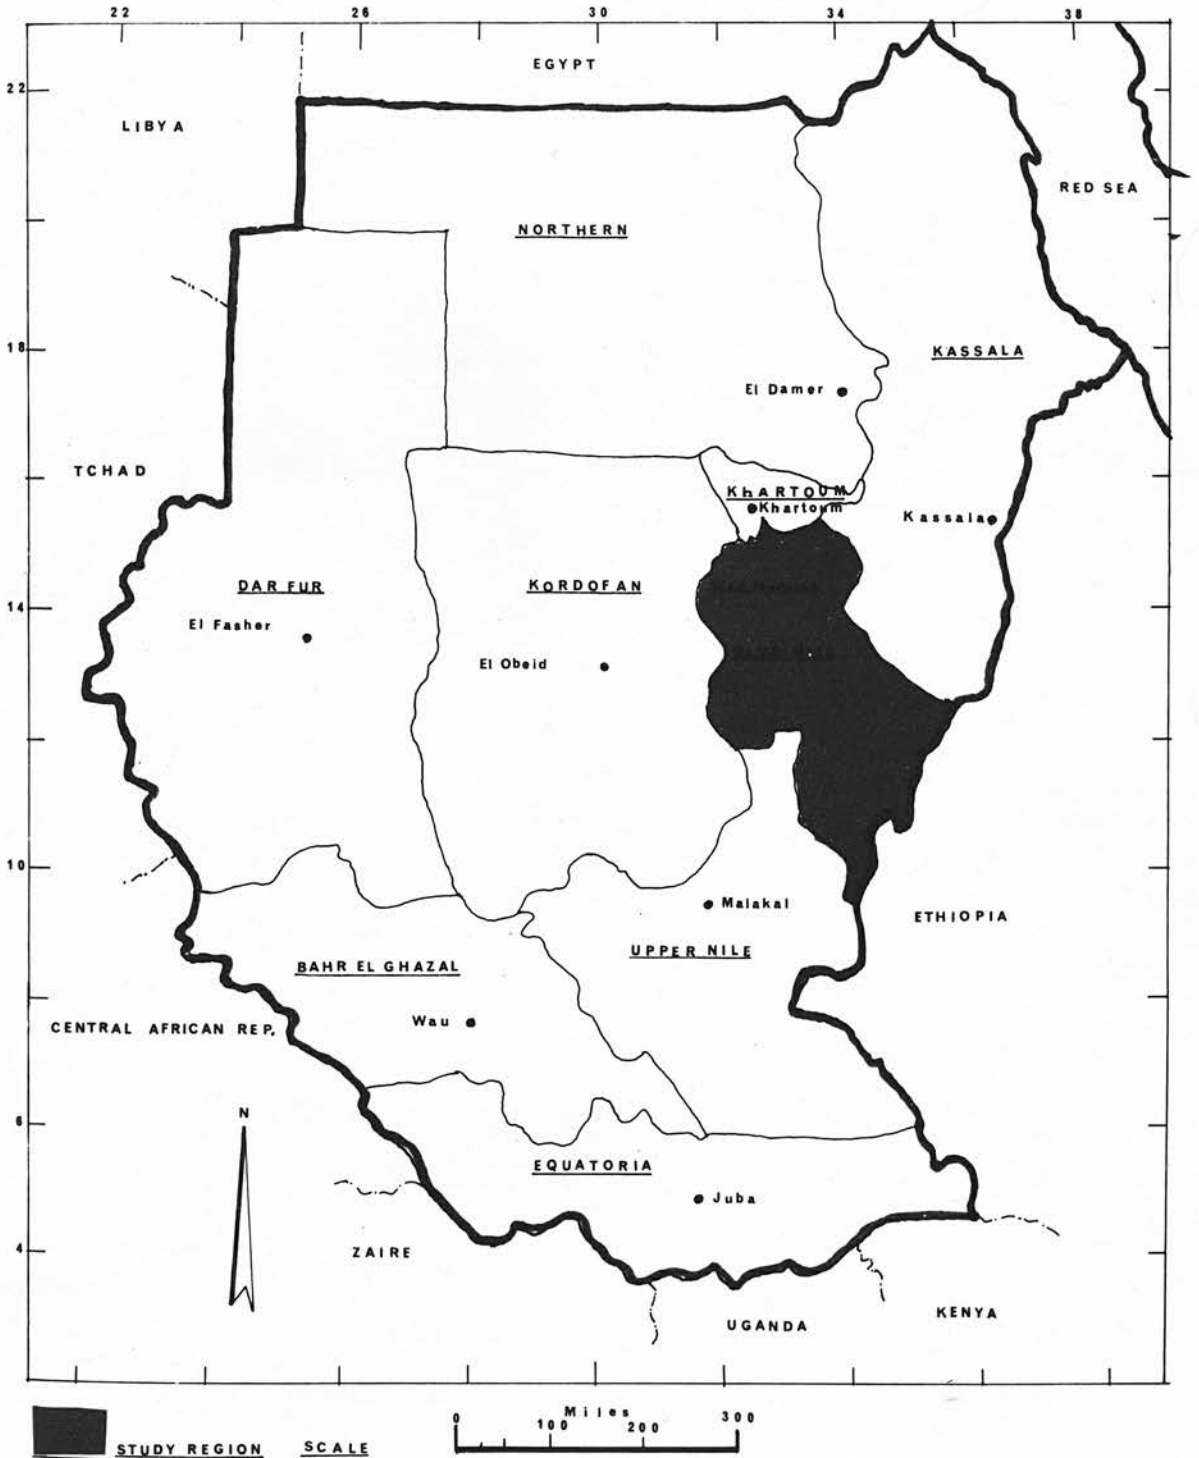 22 26 30 34 38
EGYPT
22
LIBYA
RED SEA
NORTHERN
18
KASSALA
El Damer
TCHAD
KHARTOUM
Khartoum
Kassala
14
DAR FUR
KORDOFAN
El Fasher
El Obeid
10
Malakal
ETHIOPIA
UPPER NILE
BAHR EL GHAZAL
Wau
CENTRAL AFRICAN REP.
6
N
EQUATORIA
Juba
4
ZAIRE
KENYA
UGANDA
Miles
0 100 200 300
STUDY REGION SCALE